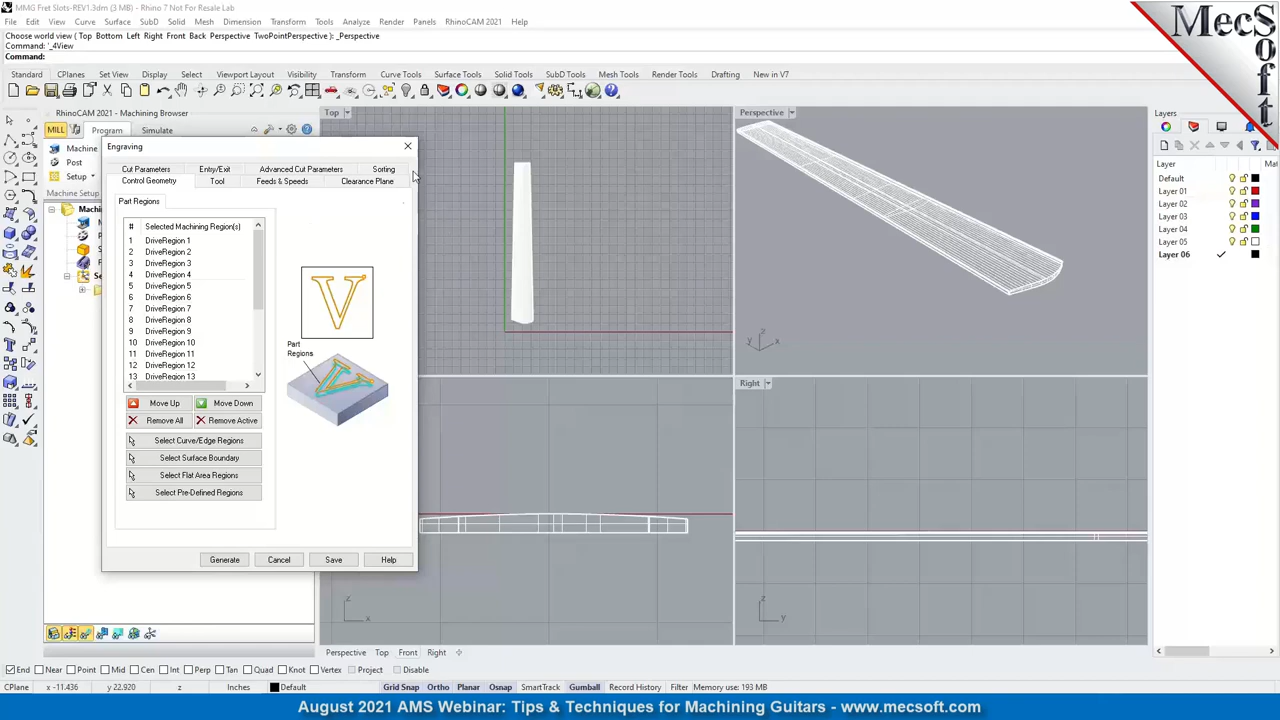 MMG Fret Slots-REV1.3dm (3 MB) - Rhino 7 Not For Resale Lab
File Edit View Curve Surface SubD Solid Mesh Dimension Transform Tools Analyze Render Panels RhinoCAM 2021 Help
Choose world view ( Top Bottom Left Right Front Back Perspective TwoPointPerspective ): _Perspective
Command: '_4View
Command:
Standard CPlanes Set View Display Select Viewport Layout Visibility Transform Curve Tools Surface Tools Solid Tools SubD Tools Mesh Tools Render Tools Drafting New in V7
MecSoft
RhinoCAM 2021 - Machining Browser
MILL Program Simulate
Machine
Post
Setup
Machine Setup
Machi
Se
Engraving
Cut Parameters Entry/Exit Advanced Cut Parameters Sorting
Control Geometry Tool Feeds & Speeds Clearance Plane
Part Regions
# Selected Machining Region(s)
1 DriveRegion 1
2 DriveRegion 2
3 DriveRegion 3
4 DriveRegion 4
5 DriveRegion 5
6 DriveRegion 6
7 DriveRegion 7
8 DriveRegion 8
9 DriveRegion 9
10 DriveRegion 10
11 DriveRegion 11
12 DriveRegion 12
13 DriveRegion 13
Move Up Move Down
Remove All Remove Active
Select Curve/Edge Regions
Select Surface Boundary
Select Flat Area Regions
Select Pre-Defined Regions
Part
Regions
Generate Cancel Save Help
Top
Perspective
Right
z
y x
z
x
z
y
Layers
Layer Ma
Default
Layer 01
Layer 02
Layer 03
Layer 04
Layer 05
Layer 06
Perspective Top Front Right
End Near Point Mid Cen Int Perp Tan Quad Knot Vertex Project Disable
CPlane x -11.436 y 22.920 z Inches Default Grid Snap Ortho Planar Osnap SmartTrack Gumball Record History Filter Memory use: 193 MB
August 2021 AMS Webinar: Tips & Techniques for Machining Guitars - www.mecsoft.com